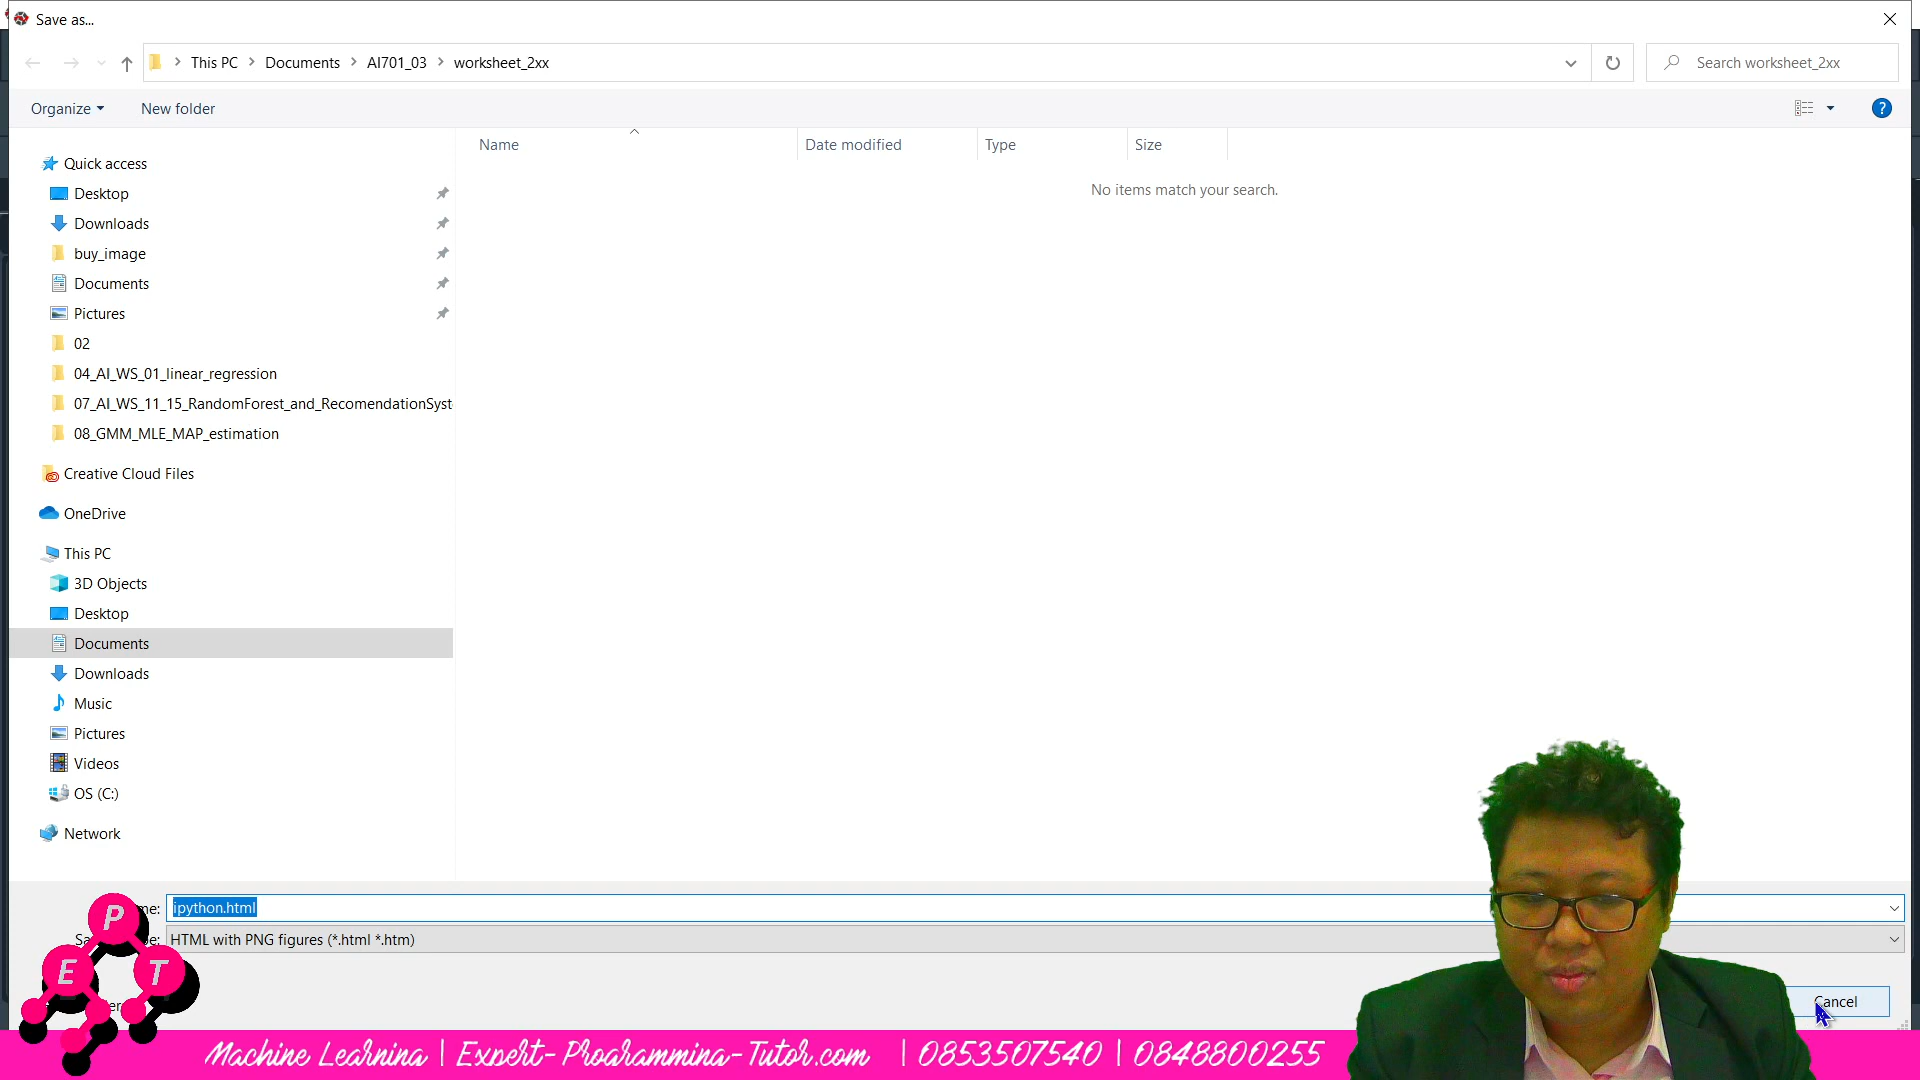 Save as...
This PC > Documents > AI701_03 > worksheet_2xx
Search worksheet_2xx
Organize
New folder
?
Name
Date modified
Type
Size
No items match your search.
Quick access
Desktop
Downloads
buy_image
Documents
Pictures
02
04_AI_WS_01_linear_regression
07_AI_WS_11_15_RandomForest_and_RecomendationSyst
08_GMM_MLE_MAP_estimation
Creative Cloud Files
OneDrive
This PC
3D Objects
Desktop
Documents
Downloads
Music
Pictures
Videos
OS (C:)
Network
me: ipython.html
HTML with PNG figures (*.html *.htm)
Cancel
P
E T
Machine Learning | Expert-Programming-Tutor.com | 0853507540 | 0848800255